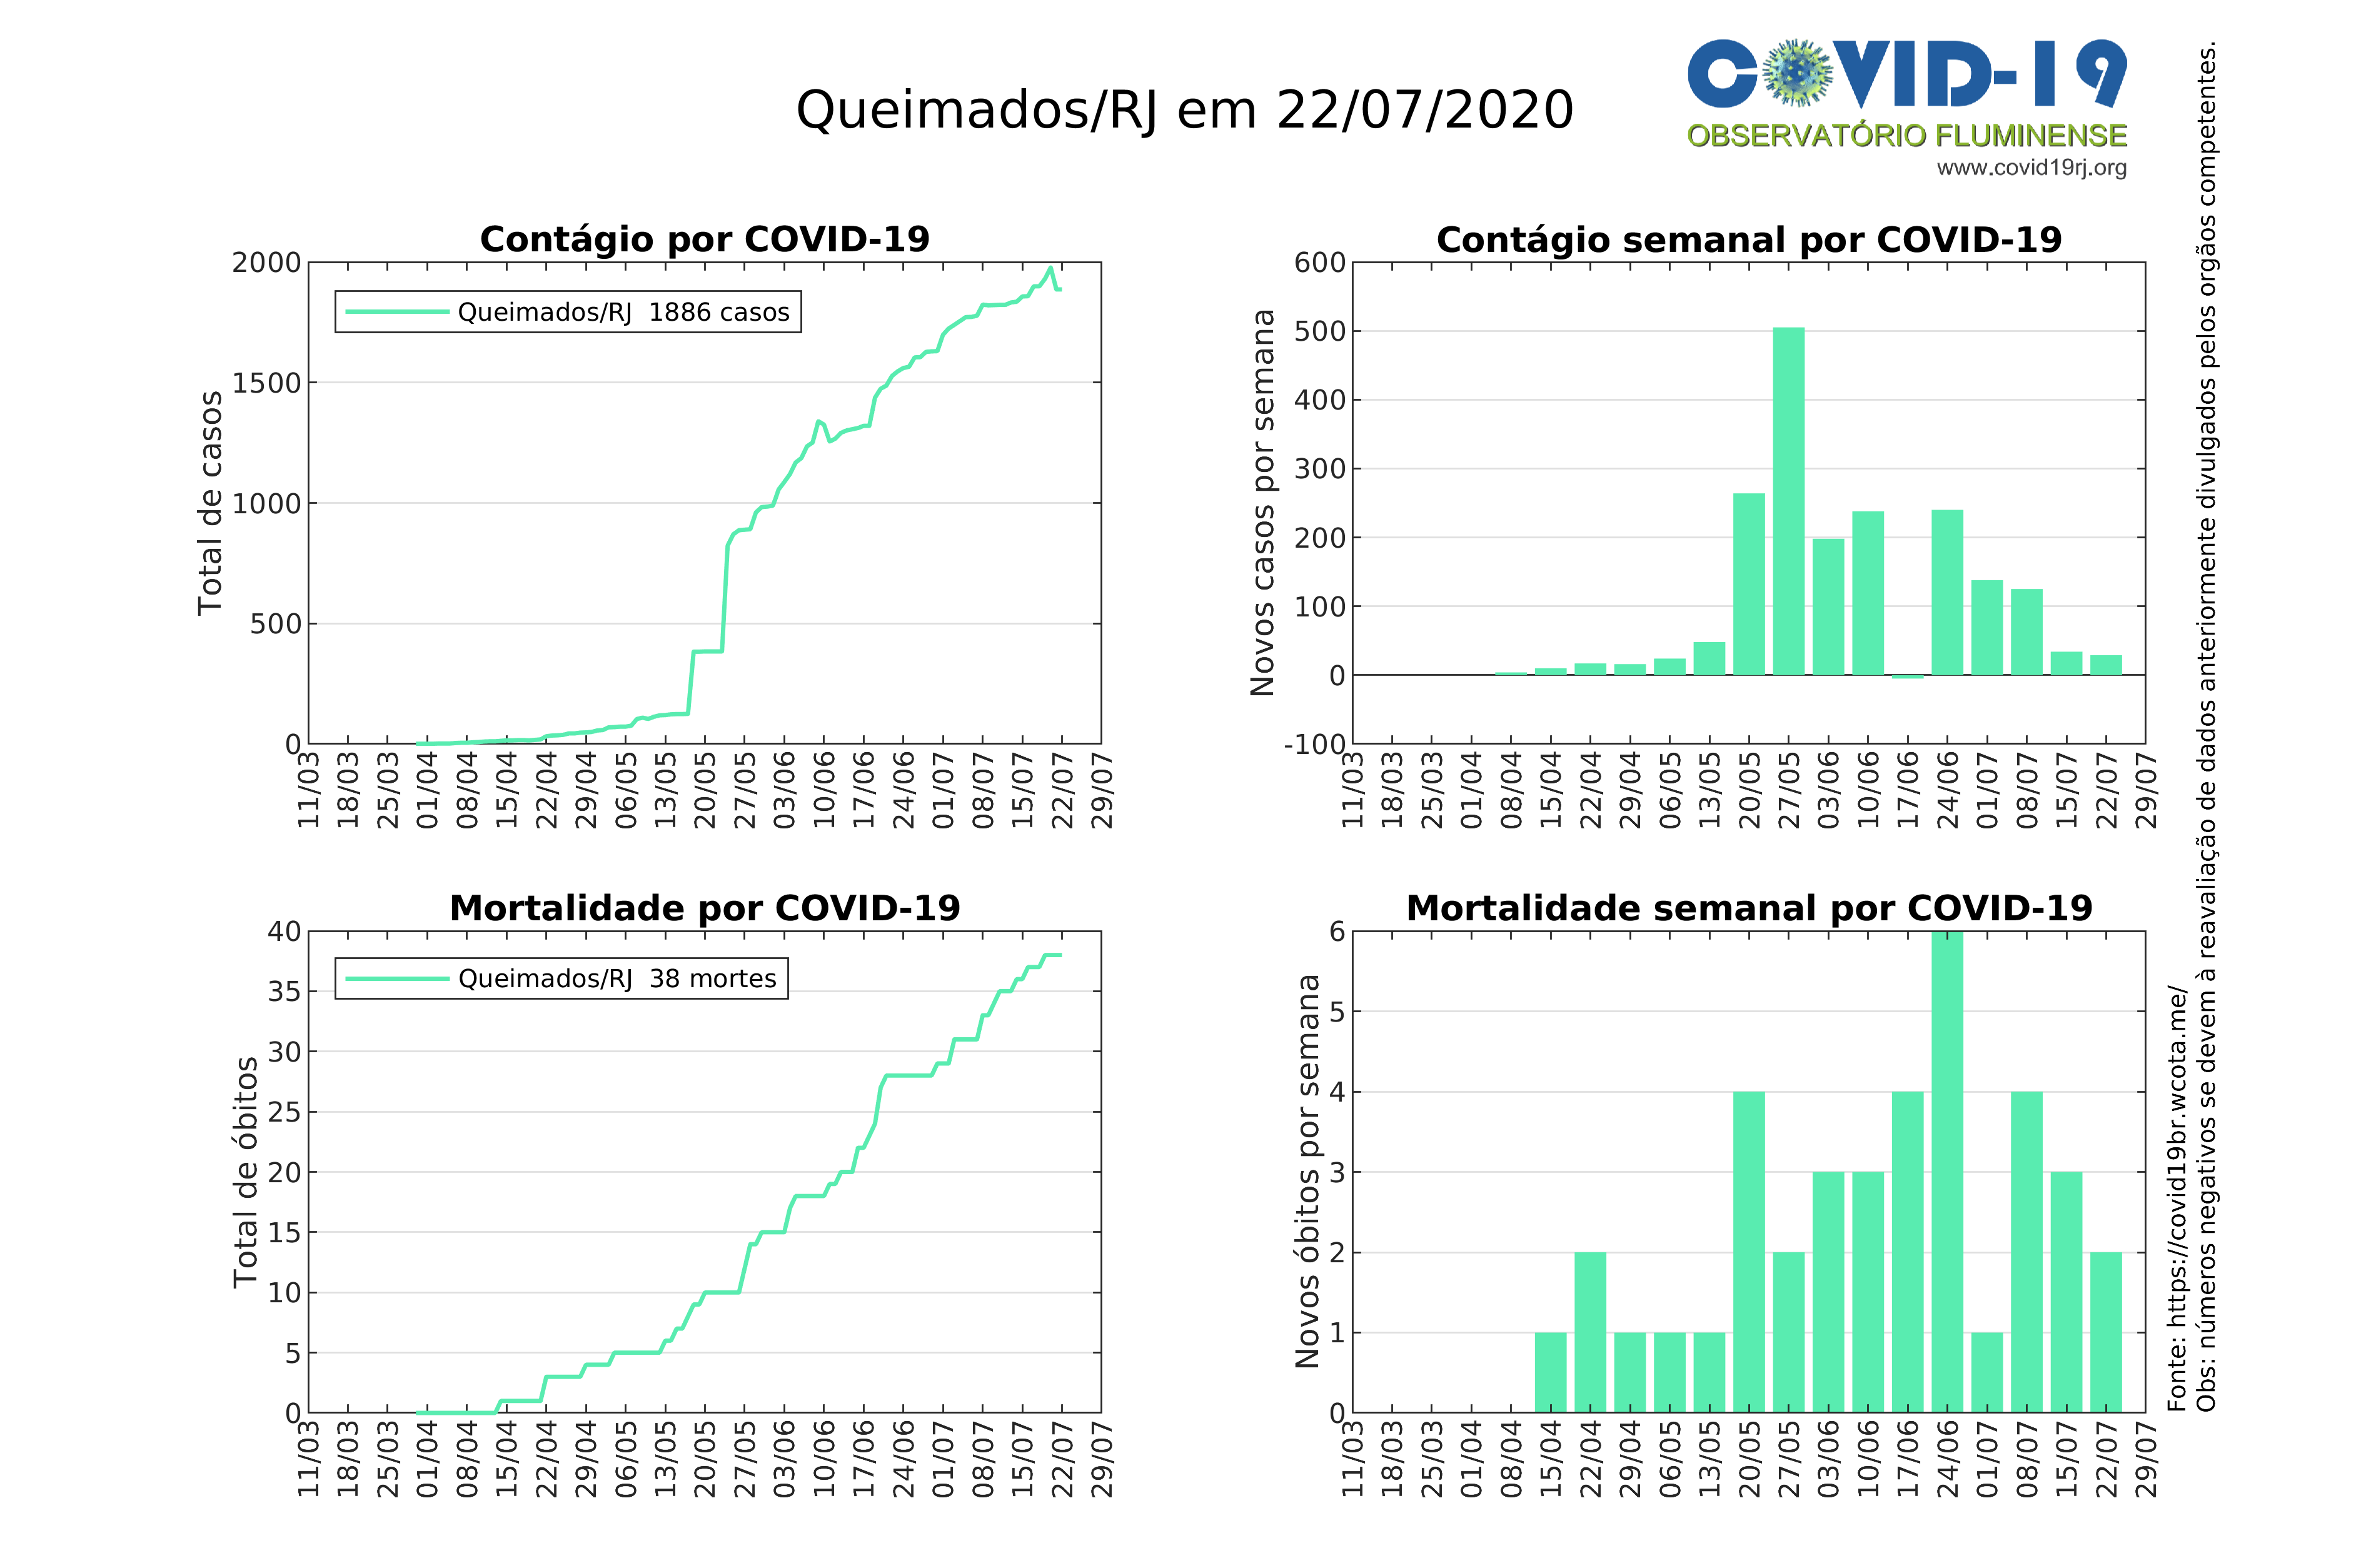 Queimados/RJ em 22/07/2020
COVID-19
OBSERVATÓRIO FLUMINENSE
www.covid19rj.org
Contágio por COVID-19
Total de casos
2000
1500
1000
500
0
Queimados/RJ 1886 casos
11/03 18/03 25/03 01/04 08/04 15/04 22/04 29/04 06/05 13/05 20/05 27/05 03/06 10/06 17/06 24/06 01/07 08/07 15/07 22/07 29/07
Contágio semanal por COVID-19
Novos casos por semana
600
500
400
300
200
100
0
-100
11/03 18/03 25/03 01/04 08/04 15/04 22/04 29/04 06/05 13/05 20/05 27/05 03/06 10/06 17/06 24/06 01/07 08/07 15/07 22/07 29/07
Mortalidade por COVID-19
Total de óbitos
40
35
30
25
20
15
10
5
0
Queimados/RJ 38 mortes
11/03 18/03 25/03 01/04 08/04 15/04 22/04 29/04 06/05 13/05 20/05 27/05 03/06 10/06 17/06 24/06 01/07 08/07 15/07 22/07 29/07
Mortalidade semanal por COVID-19
Novos óbitos por semana
6
5
4
3
2
1
0
11/03 18/03 25/03 01/04 08/04 15/04 22/04 29/04 06/05 13/05 20/05 27/05 03/06 10/06 17/06 24/06 01/07 08/07 15/07 22/07 29/07
Fonte: https://covid19br.wcota.me/
Obs: números negativos se devem à reavaliação de dados anteriormente divulgados pelos orgãos competentes.